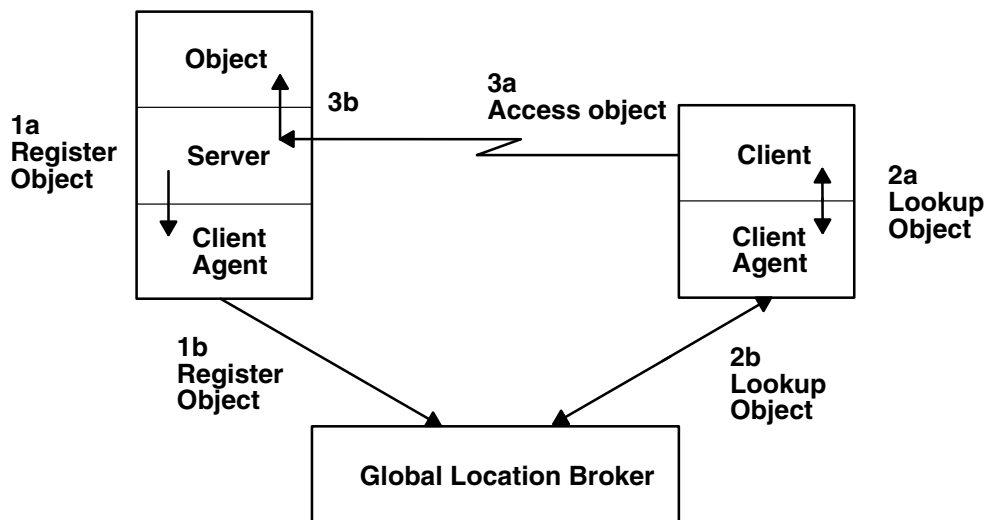 Object
3b
3a
Access object
1a
Register
Object
Server
Client
2a
Lookup
Object
Client
Agent
Client
Agent
1b
Register
Object
2b
Lookup
Object
Global Location Broker